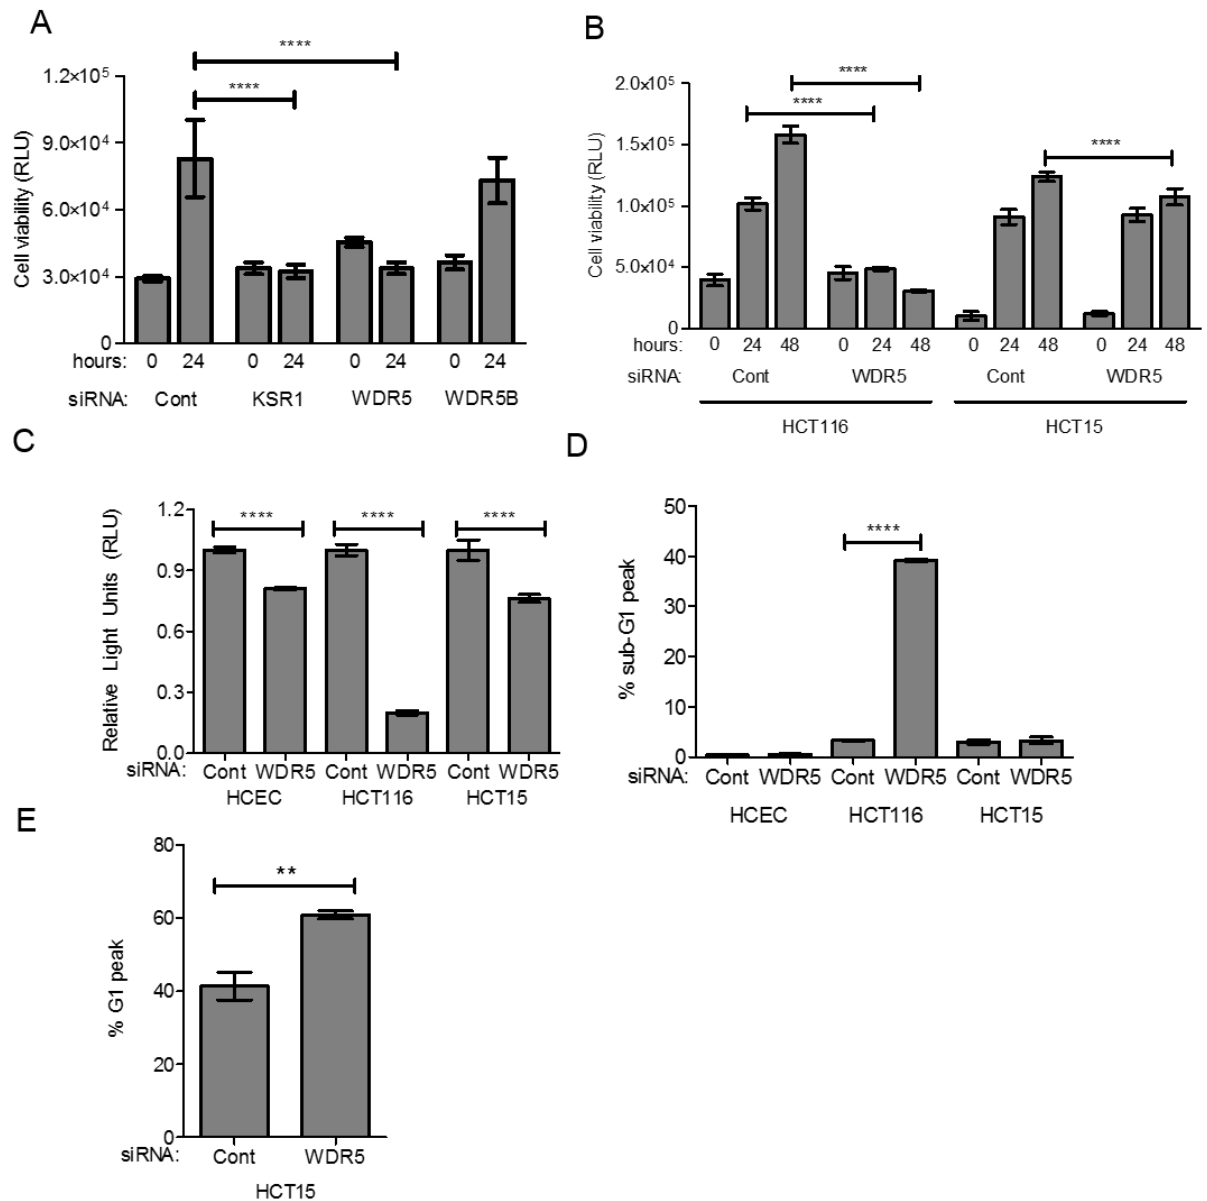 A
****
****
Cell viability (RLU)
1.2×10⁵
9.0×10⁴
6.0×10⁴
3.0×10⁴
0
hours: 0 24 0 24 0 24 0 24
siRNA: Cont KSR1 WDR5 WDR5B
B
****
****
****
Cell viability (RLU)
2.0×10⁵
1.5×10⁵
1.0×10⁵
5.0×10⁴
0
hours: 0 24 48 0 24 48 0 24 48 0 24 48
siRNA: Cont WDR5 Cont WDR5
HCT116 HCT15
C
**** **** ****
Relative Light Units (RLU)
1.2
0.9
0.6
0.3
0.0
siRNA: Cont WDR5 Cont WDR5 Cont WDR5
HCEC HCT116 HCT15
D
****
% sub-G1 peak
50
40
30
20
10
0
siRNA: Cont WDR5 Cont WDR5 Cont WDR5
HCEC HCT116 HCT15
E
**
% G1 peak
80
60
40
20
0
siRNA: Cont WDR5
HCT15